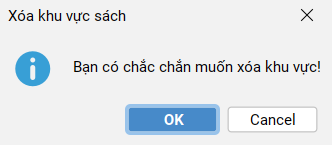 Xóa khu vực sách
Bạn có chắc chắn muốn xóa khu vực!
OK
Cancel